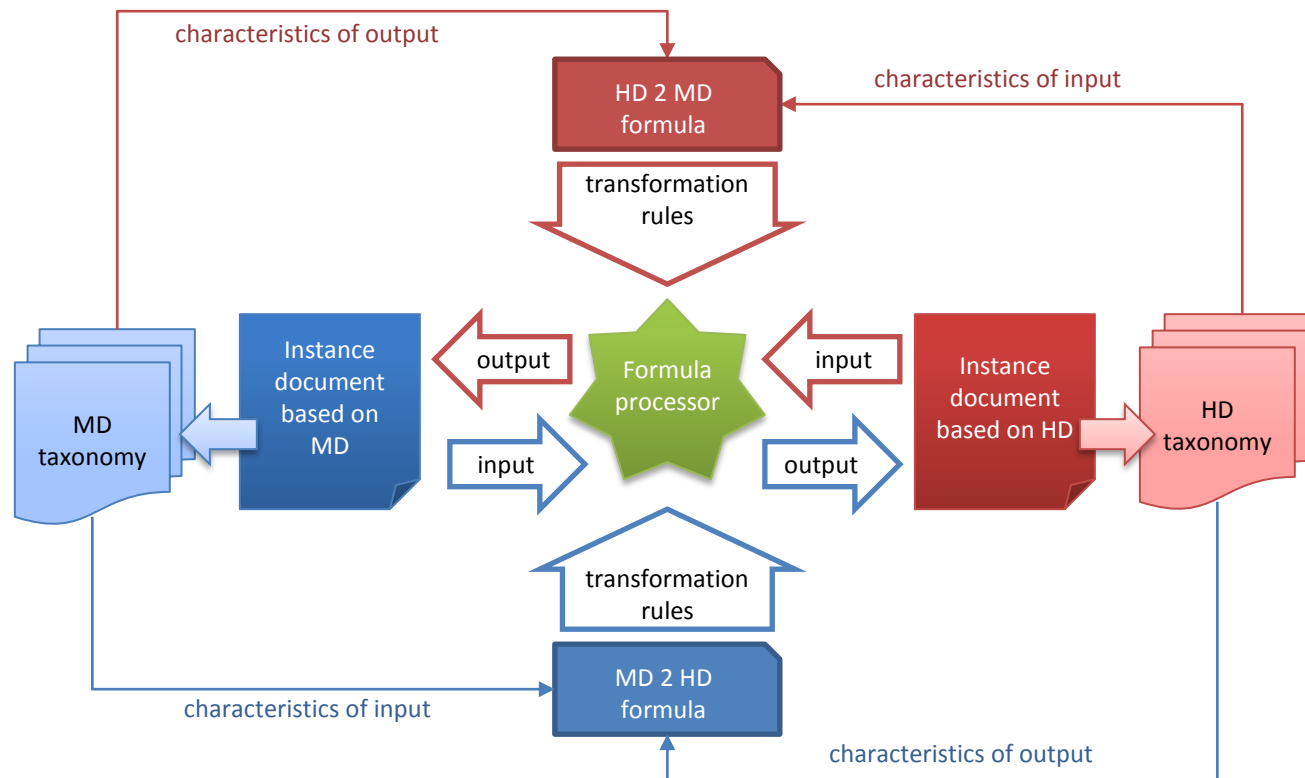 characteristics of output
characteristics of input
HD 2 MD
formula
transformation
rules
MD
taxonomy
Instance
document
based on
MD
output
input
Formula
processor
input
output
Instance
document
based on HD
HD
taxonomy
transformation
rules
MD 2 HD
formula
characteristics of input
characteristics of output